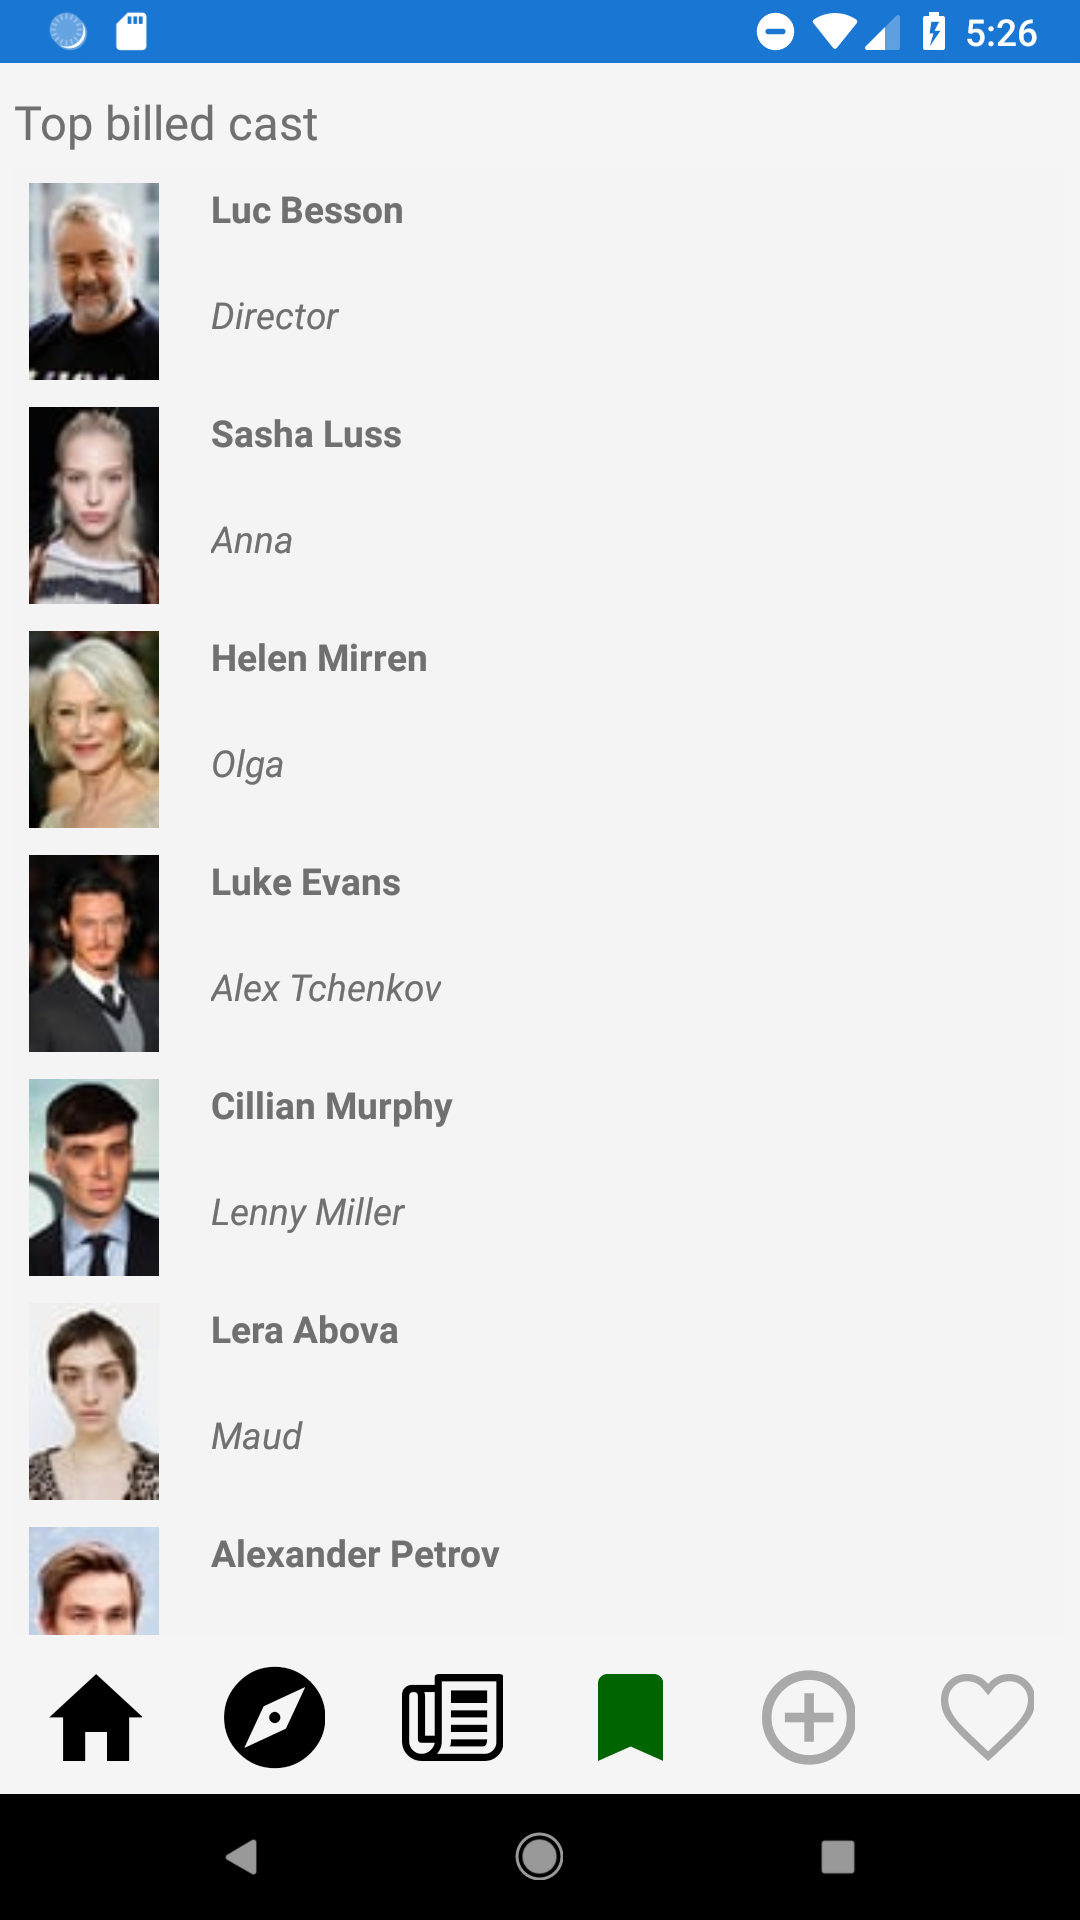 5:26
Top billed cast
Luc Besson
Director
Sasha Luss
Anna
Helen Mirren
Olga
Luke Evans
Alex Tchenkov
Cillian Murphy
Lenny Miller
Lera Abova
Maud
Alexander Petrov